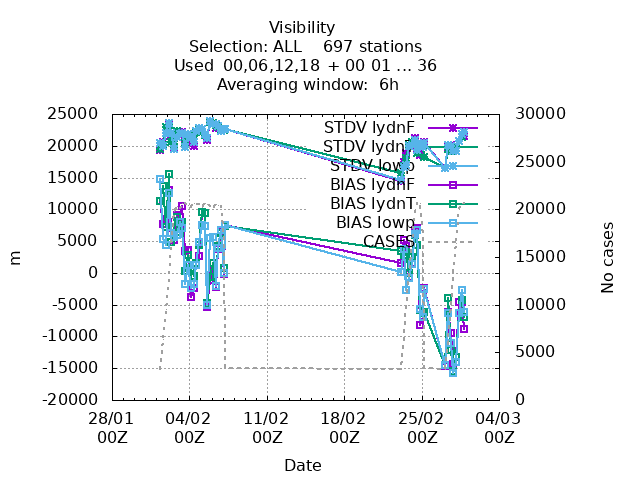 Visibility
Selection: ALL 697 stations
Used 00,06,12,18 + 00 01 ... 36
Averaging window: 6h
25000
20000
15000
10000
5000
0
-5000
-10000
-15000
-20000
m
30000
25000
20000
15000
10000
5000
0
No cases
STDV lydnF
STDV lydnT
STDV lowp
BIAS lydnF
BIAS lydnT
BIAS lowp
CASES
28/01 04/02 11/02 18/02 25/02 04/03
00Z 00Z 00Z 00Z 00Z 00Z
Date